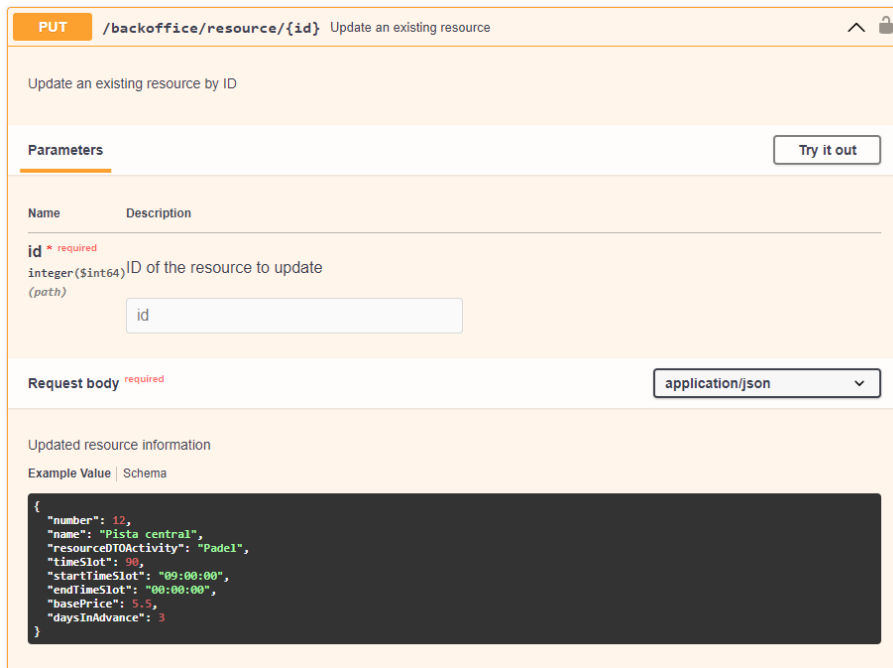 PUT /backoffice/resource/{id} Update an existing resource
Update an existing resource by ID
Parameters
Try it out
Name Description
id * required
integer($int64)
(path)
ID of the resource to update
id
Request body required
application/json
Updated resource information
Example Value Schema
{
"number": 12,
"name": "Pista central",
"resourceDTOActivity": "Padel",
"timeSlot": 90,
"startTimeSlot": "09:00:00",
"endTimeSlot": "00:00:00",
"basePrice": 5.5,
"daysInAdvance": 3
}